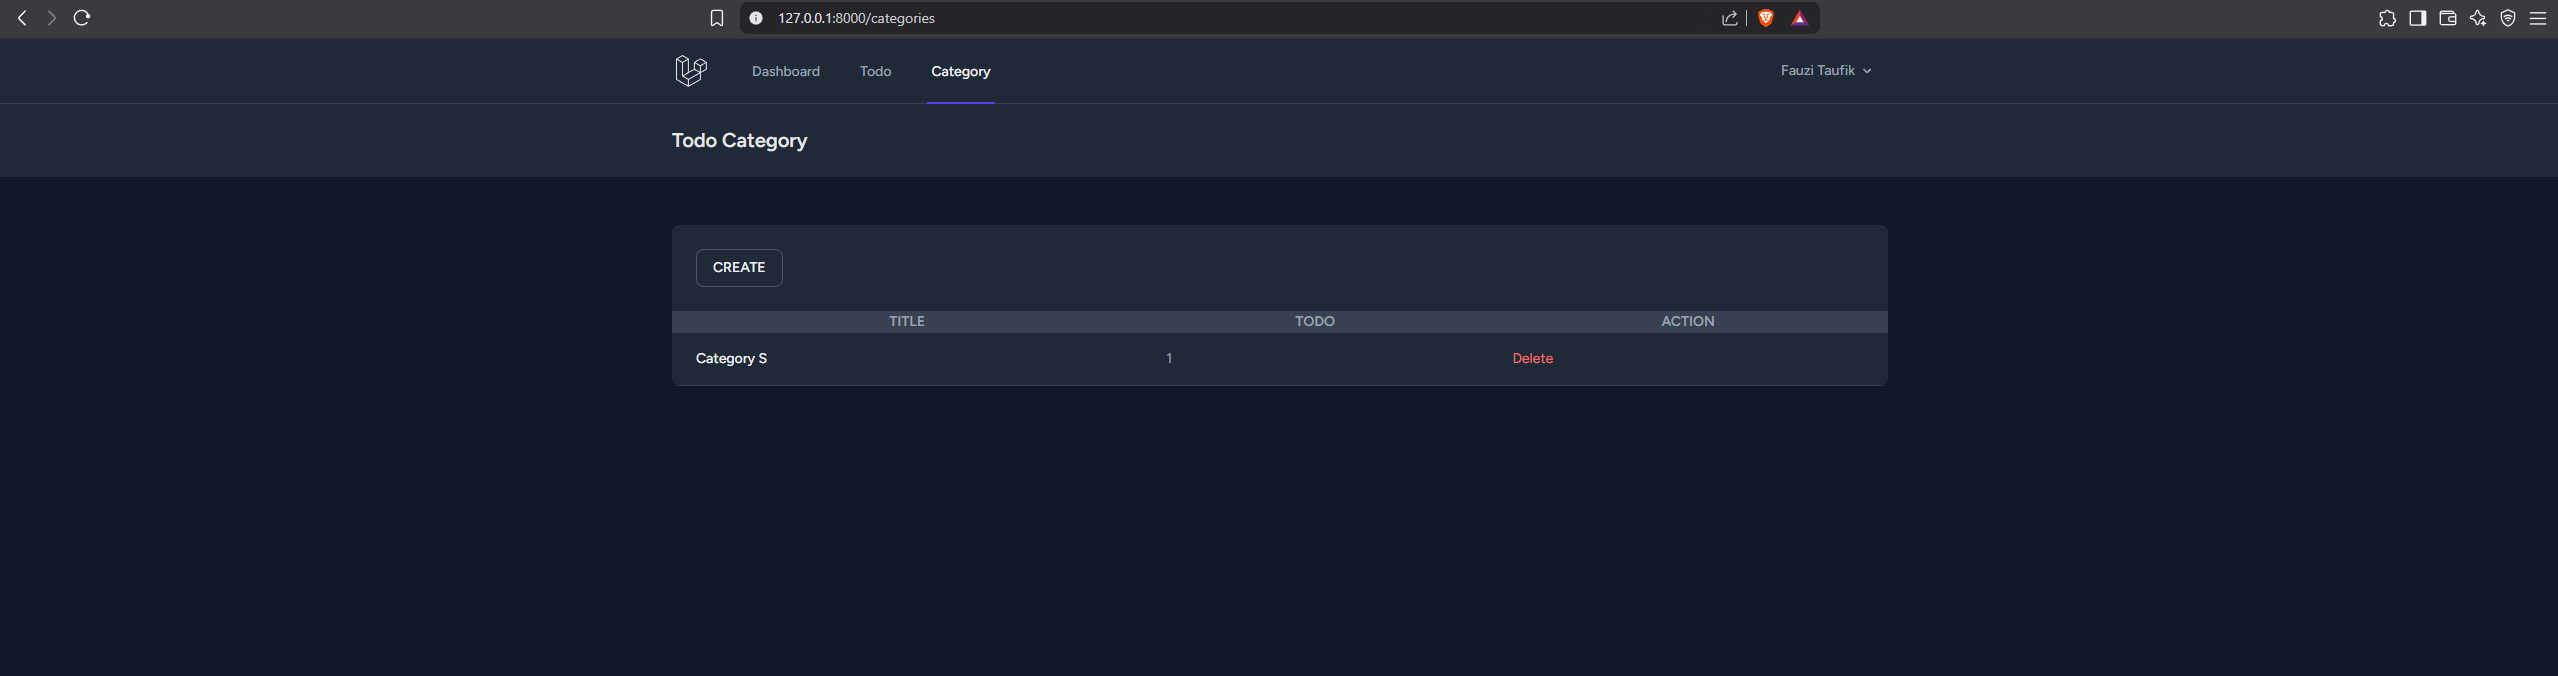 127.0.0.1:8000/categories
Dashboard Todo Category Fauzi Taufik
Todo Category
CREATE
TITLE TODO ACTION
Category S 1 Delete